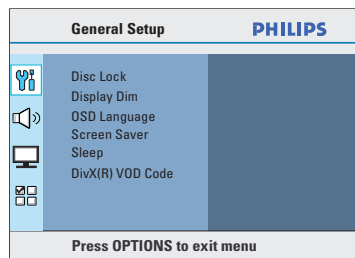 General Setup PHILIPS
Disc Lock
Display Dim
OSD Language
Screen Saver
Sleep
DivX(R) VOD Code
Press OPTIONS to exit menu